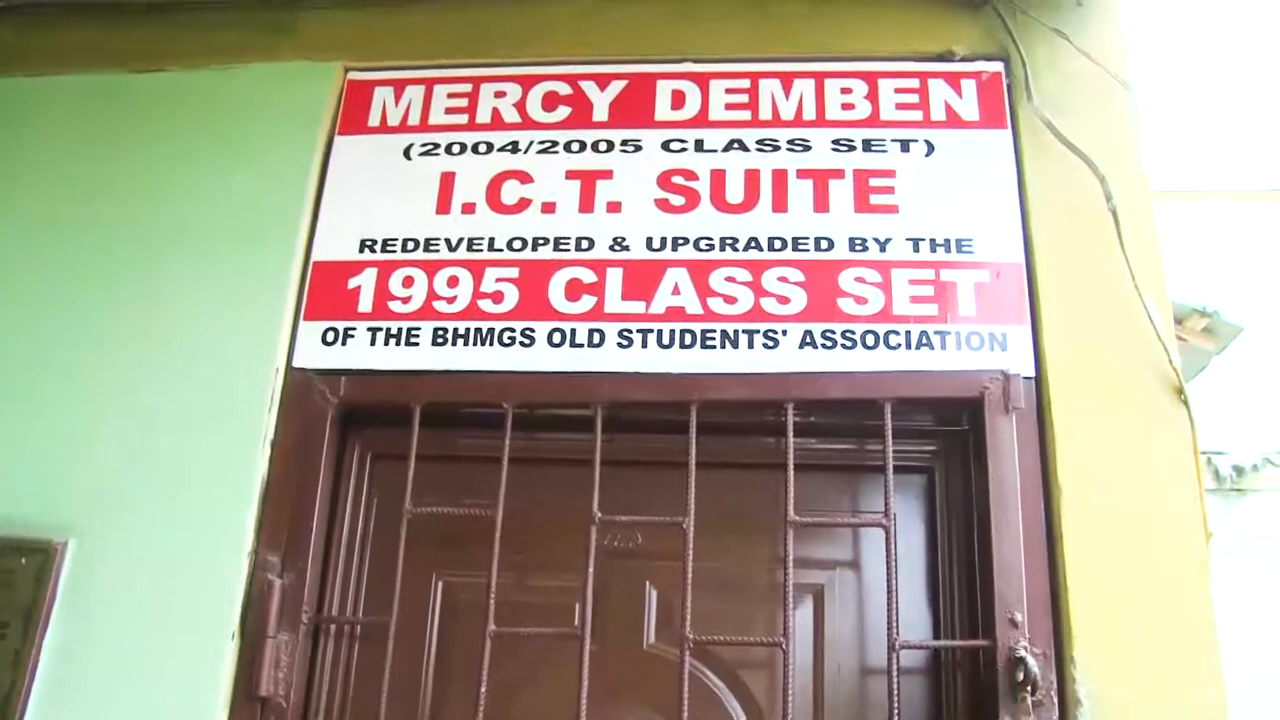 MERCY DEMBEN
(2004/2005 CLASS SET)
I.C.T. SUITE
REDEVELOPED & UPGRADED BY THE
1995 CLASS SET
OF THE BHMGS OLD STUDENTS' ASSOCIATION